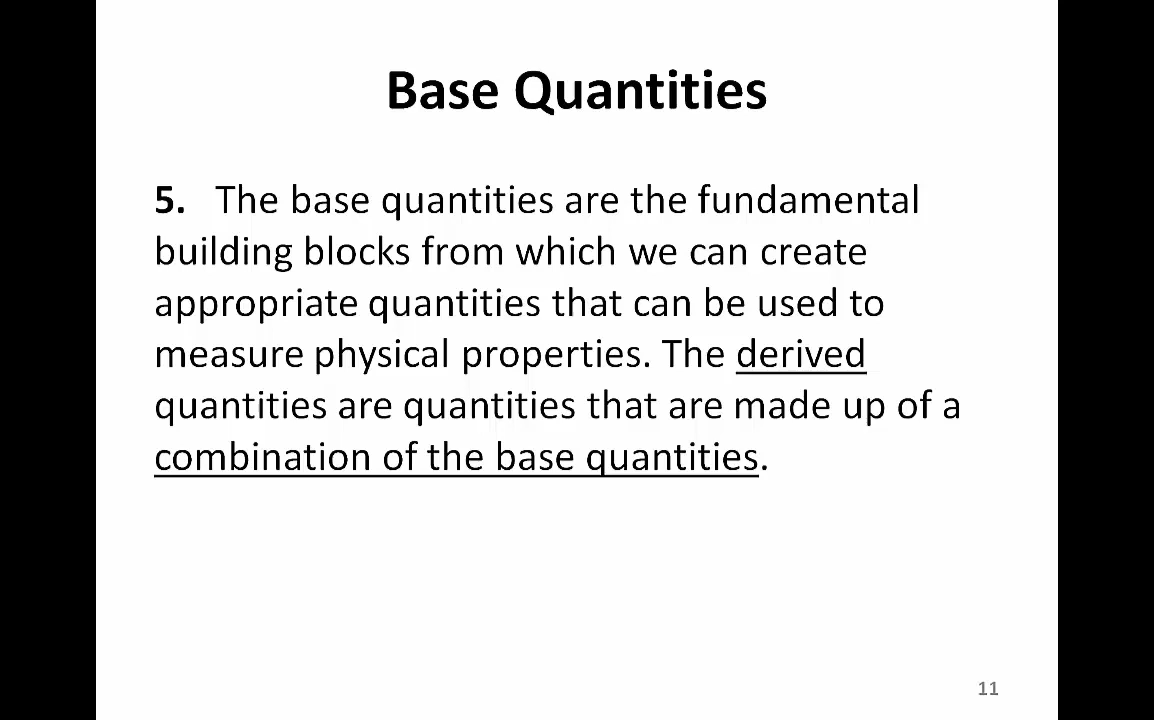 Base Quantities
5. The base quantities are the fundamental
building blocks from which we can create
appropriate quantities that can be used to
measure physical properties. The derived
quantities are quantities that are made up of a
combination of the base quantities.
11